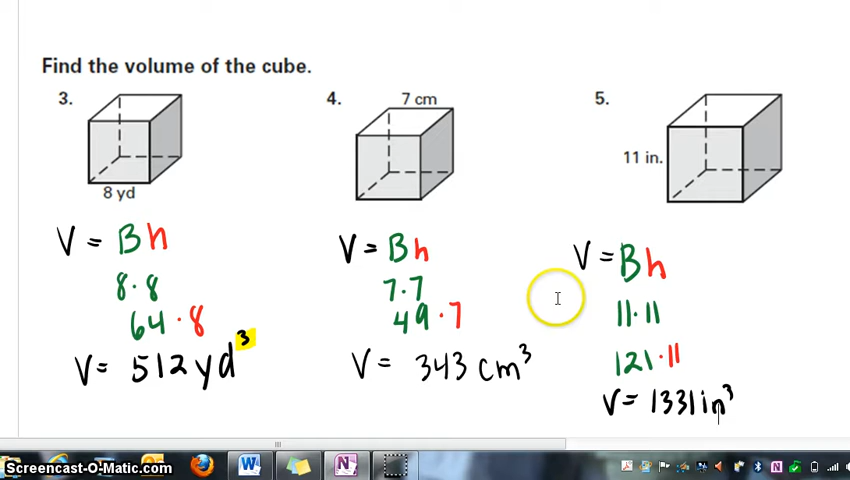 Find the volume of the cube.
3.
8 yd
V = Bh
8·8
64·8
V= 512 yd³
4.
7 cm
V = Bh
7·7
49·7
V= 343 cm³
5.
11 in.
V = Bh
11·11
121·11
V= 1331 in³
Screencast-O-Matic.com